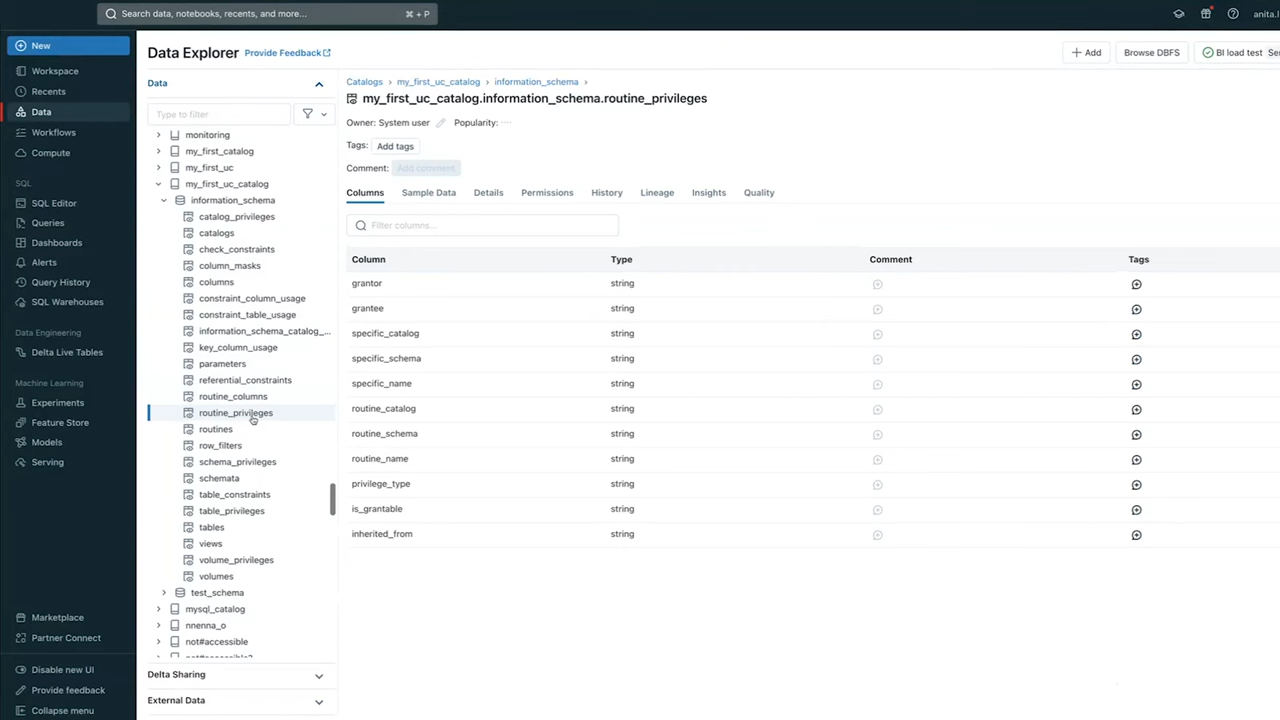 Search data, notebooks, recents, and more...
⌘ + P
anita.l
New
Workspace
Recents
Data
Workflows
Compute
SQL
SQL Editor
Queries
Dashboards
Alerts
Query History
SQL Warehouses
Data Engineering
Delta Live Tables
Machine Learning
Experiments
Feature Store
Models
Serving
Marketplace
Partner Connect
Disable new UI
Provide feedback
Collapse menu
Data Explorer Provide Feedback
Add
Browse DBFS
BI load test Se
Data
Type to filter
monitoring
my_first_catalog
my_first_uc
my_first_uc_catalog
information_schema
catalog_privileges
catalogs
check_constraints
column_masks
columns
constraint_column_usage
constraint_table_usage
information_schema_catalog_...
key_column_usage
parameters
referential_constraints
routine_columns
routine_privileges
routines
row_filters
schema_privileges
schemata
table_constraints
table_privileges
tables
views
volume_privileges
volumes
test_schema
mysql_catalog
nnenna_o
not#accessible
not#accessible2
Delta Sharing
External Data
Catalogs › my_first_uc_catalog › information_schema ›
my_first_uc_catalog.information_schema.routine_privileges
Owner: System user Popularity:
Tags: Add tags
Comment: Add comment
Columns Sample Data Details Permissions History Lineage Insights Quality
Filter columns...
Column Type Comment Tags
grantor string
grantee string
specific_catalog string
specific_schema string
specific_name string
routine_catalog string
routine_schema string
routine_name string
privilege_type string
is_grantable string
inherited_from string